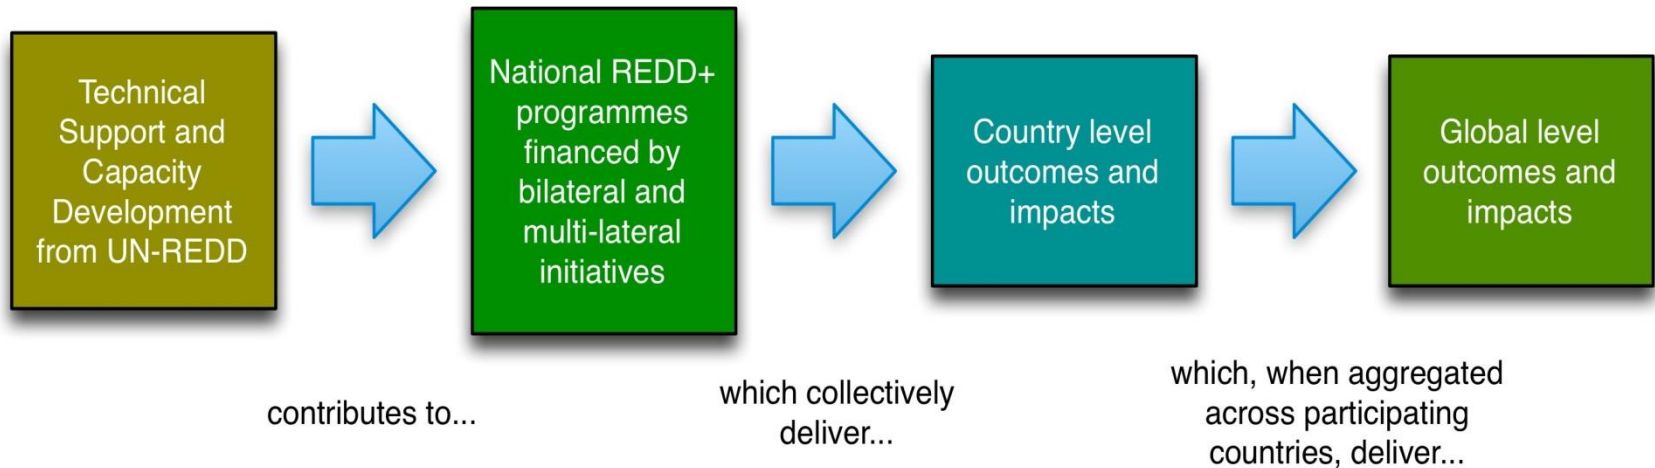 Technical
Support and
Capacity
Development
from UN-REDD
National REDD+
programmes
financed by
bilateral and
multi-lateral
initiatives
Country level
outcomes and
impacts
Global level
outcomes and
impacts
contributes to...
which collectively
deliver...
which, when aggregated
across participating
countries, deliver...